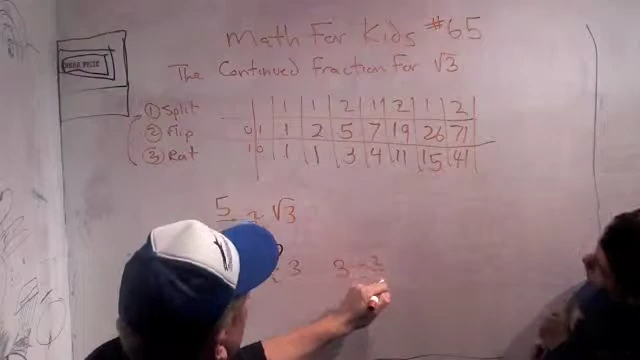 Math For Kids #65
The Continued Fraction For √3
① Split 1 1 2 1 2 1 2
② Flip 0 1 1 2 5 7 19 26 71
③ Rat 1 0 1 1 3 4 11 15 41
5 √3
3 3